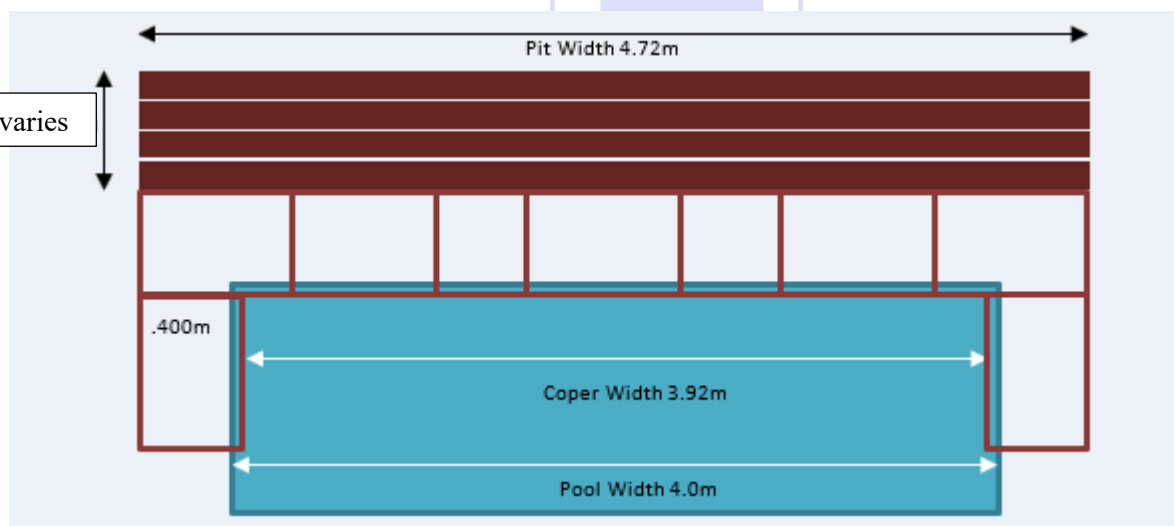 Pit Width 4.72m
varies
.400m
Coper Width 3.92m
Pool Width 4.0m